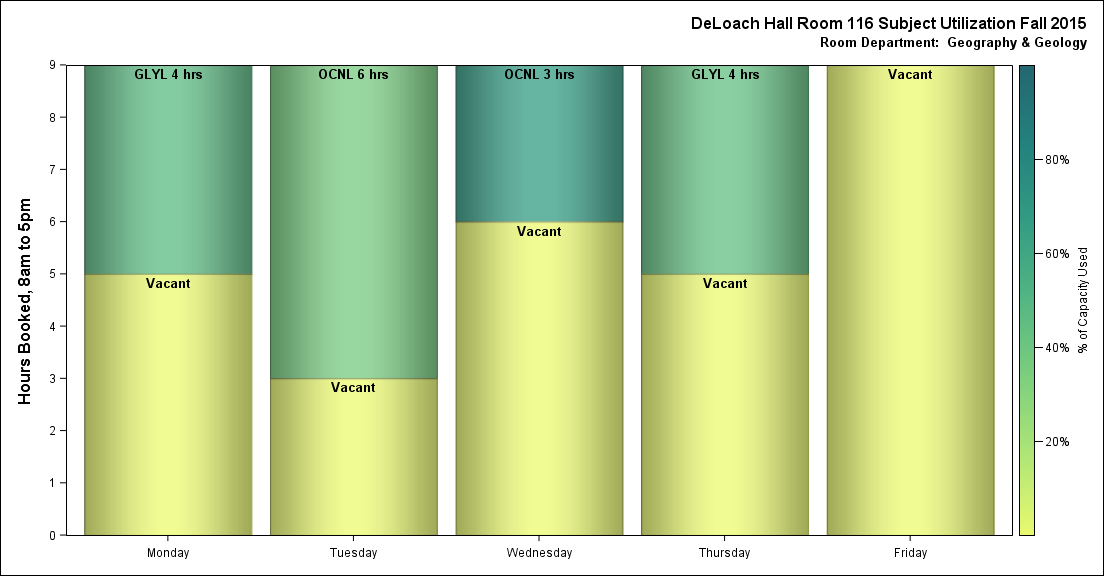 DeLoach Hall Room 116 Subject Utilization Fall 2015
Room Department: Geography & Geology
Hours Booked, 8am to 5pm
9
8
7
6
5
4
3
2
1
0
GLYL 4 hrs
Vacant
OCNL 6 hrs
Vacant
OCNL 3 hrs
Vacant
GLYL 4 hrs
Vacant
Vacant
Monday
Tuesday
Wednesday
Thursday
Friday
80%
60%
40%
20%
% of Capacity Used